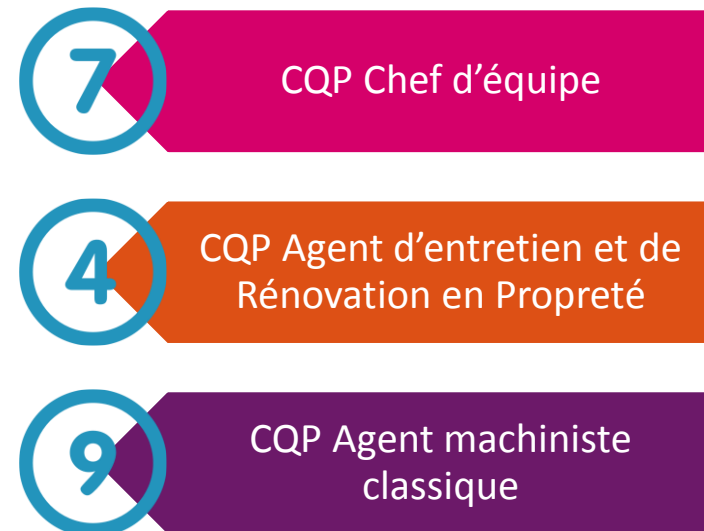 7
CQP Chef d’équipe
4
CQP Agent d’entretien et de
Rénovation en Propreté
9
CQP Agent machiniste
classique